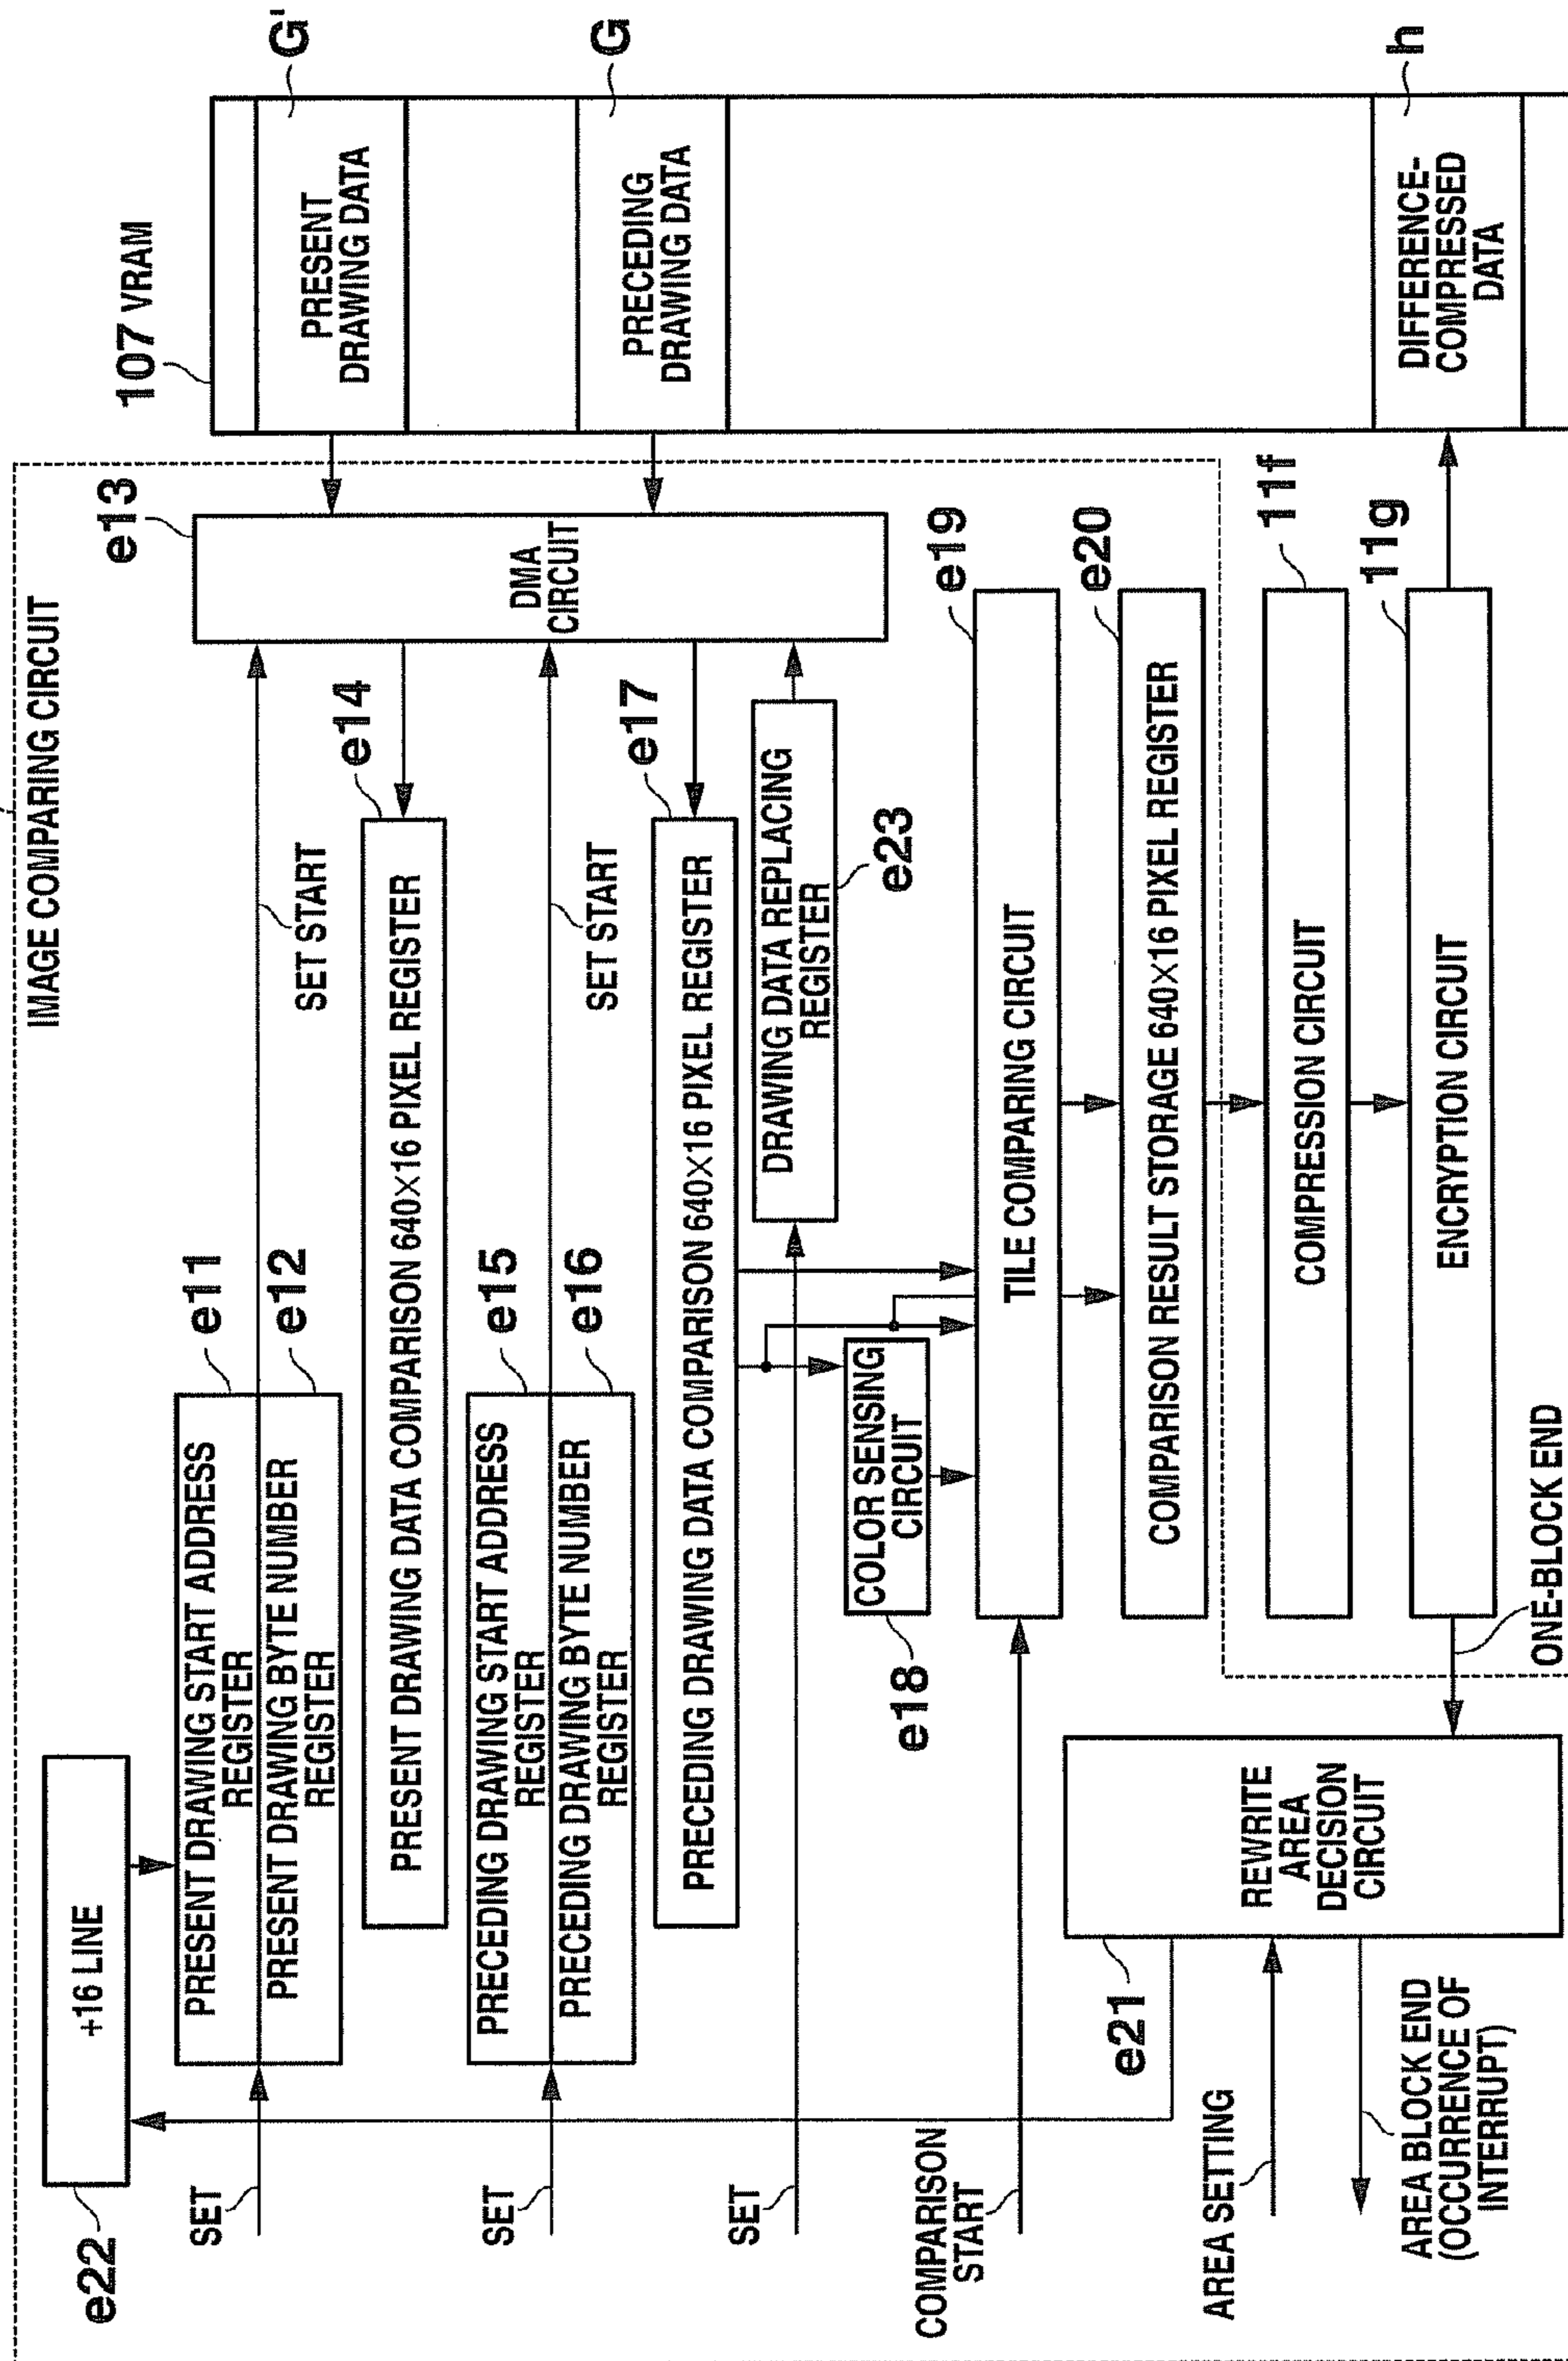 IMAGE COMPARING CIRCUIT
107 VRAM
e22
+16 LINE
SET
PRESENT DRAWING START ADDRESS
REGISTER
e11
PRESENT DRAWING BYTE NUMBER
REGISTER
e12
SET START
e13
DMA
CIRCUIT
PRESENT
DRAWING DATA
G'
PRESENT DRAWING DATA COMPARISON 640×16 PIXEL REGISTER
e14
SET
PRECEDING DRAWING START ADDRESS
REGISTER
e15
PRECEDING DRAWING BYTE NUMBER
REGISTER
e16
SET START
PRECEDING
DRAWING DATA
G
PRECEDING DRAWING DATA COMPARISON 640×16 PIXEL REGISTER
e17
SET
DRAWING DATA REPLACING
REGISTER
e23
COLOR SENSING
CIRCUIT
e18
COMPARISON
START
TILE COMPARING CIRCUIT
e19
COMPARISON RESULT STORAGE 640×16 PIXEL REGISTER
e20
COMPRESSION CIRCUIT
11f
ENCRYPTION CIRCUIT
11g
DIFFERENCE-
COMPRESSED
DATA
h
ONE-BLOCK END
e21
REWRITE
AREA
DECISION
CIRCUIT
AREA SETTING
AREA BLOCK END
(OCCURRENCE OF
INTERRUPT)